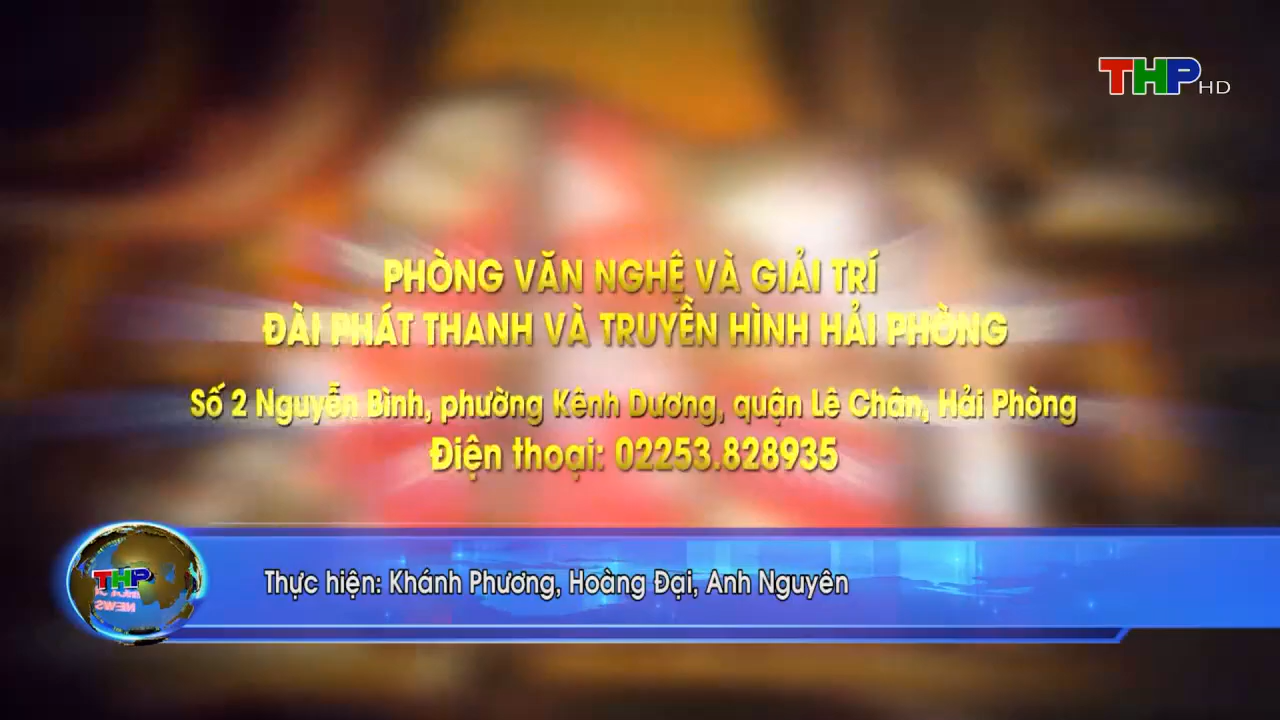 THP HD
PHÒNG VĂN NGHỆ VÀ GIẢI TRÍ
ĐÀI PHÁT THANH VÀ TRUYỀN HÌNH HẢI PHÒNG
Số 2 Nguyễn Bình, phường Kênh Dương, quận Lê Chân, Hải Phòng
Điện thoại: 02253.828935
THP
NEWS
Thực hiện: Khánh Phương, Hoàng Đại, Anh Nguyên